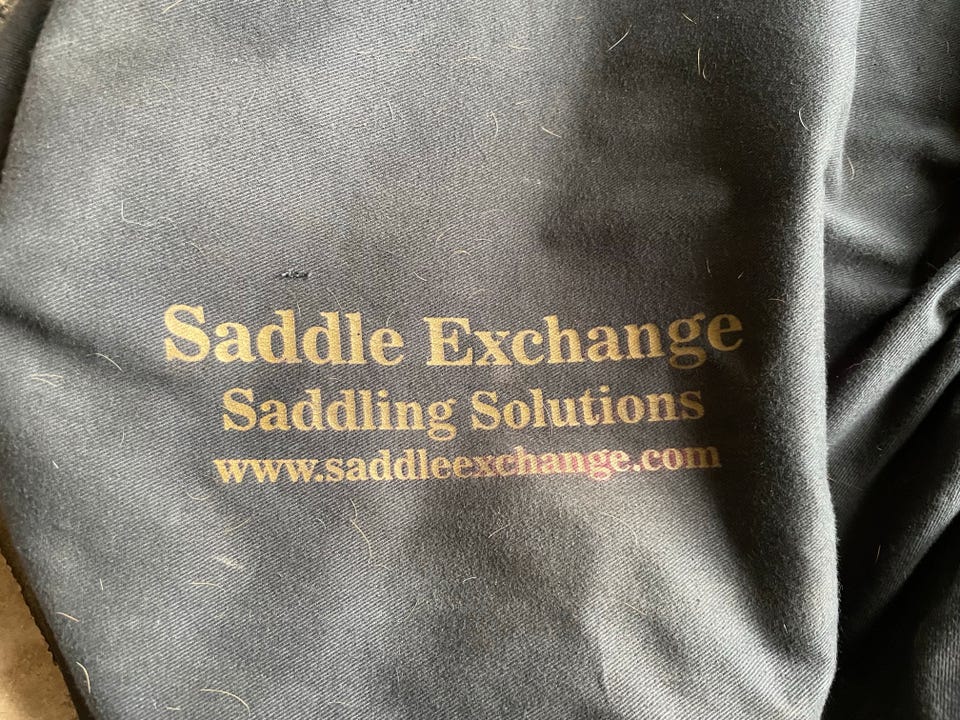 Saddle Exchange
Saddling Solutions
www.saddleexchange.com